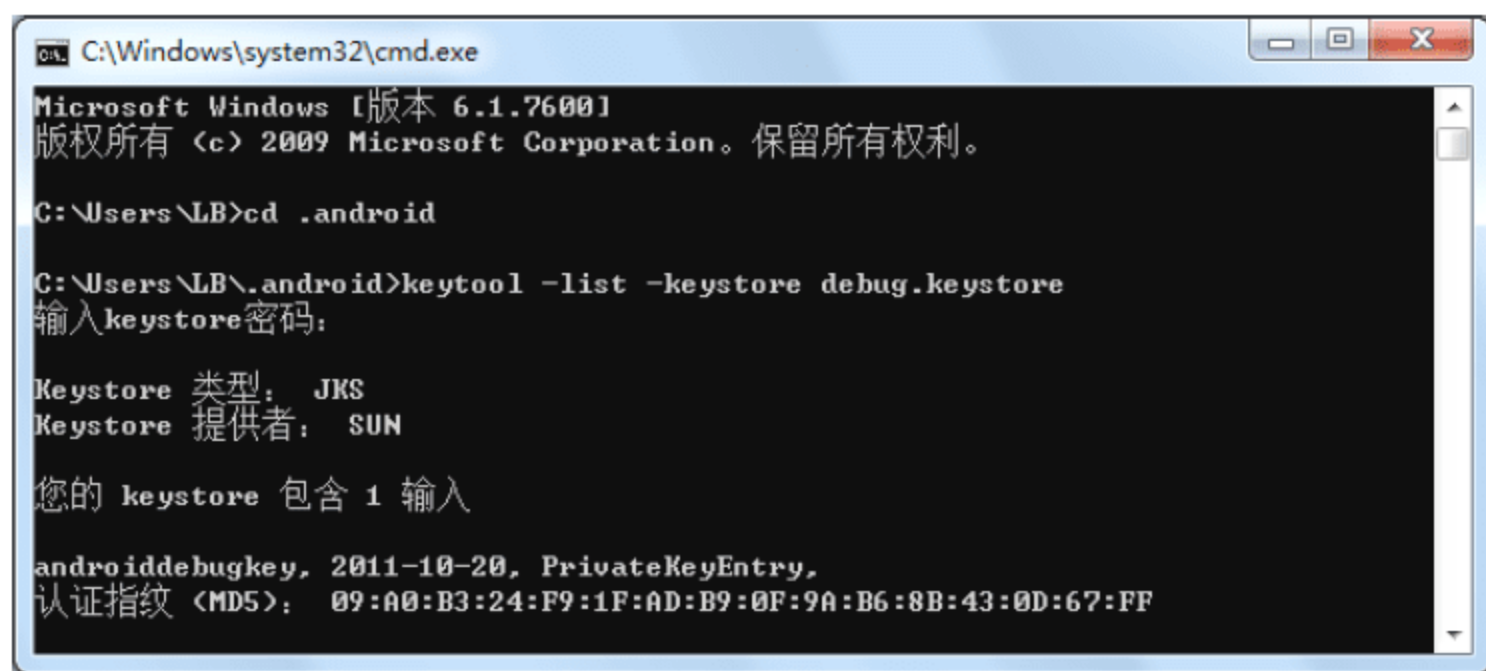 C:\Windows\system32\cmd.exe
Microsoft Windows [版本 6.1.7600]
版权所有 (c) 2009 Microsoft Corporation。保留所有权利。
C:\Users\LB>cd .android
C:\Users\LB\.android>keytool -list -keystore debug.keystore
输入keystore密码：
Keystore 类型： JKS
Keystore 提供者： SUN
您的 keystore 包含 1 输入
androiddebugkey, 2011-10-20, PrivateKeyEntry,
认证指纹 (MD5)： 09:A0:B3:24:F9:1F:AD:B9:0F:9A:B6:8B:43:0D:67:FF